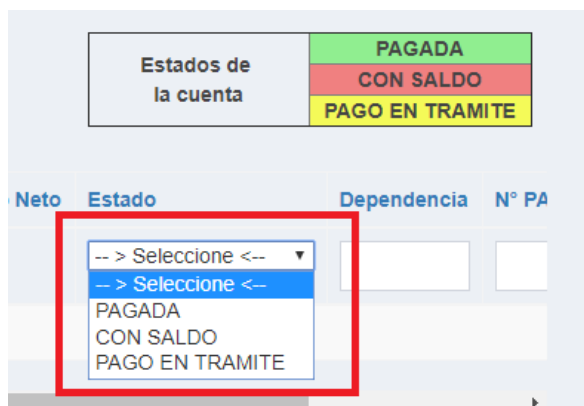 Estados de
la cuenta
PAGADA
CON SALDO
PAGO EN TRAMITE
Neto Estado Dependencia N° PA
-- > Seleccione <--
-- > Seleccione <--
PAGADA
CON SALDO
PAGO EN TRAMITE